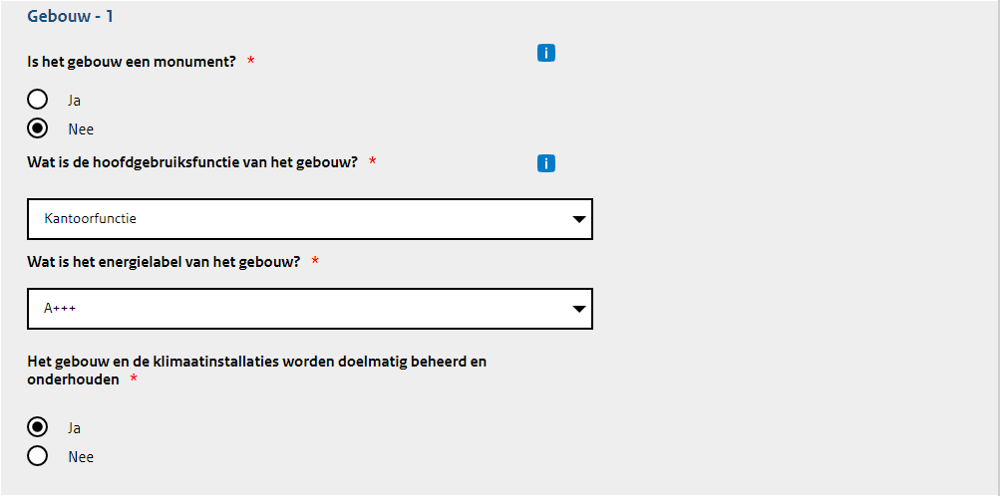 Gebouw - 1
Is het gebouw een monument? *
i
Ja
Nee
Wat is de hoofdgebruiksfunctie van het gebouw? *
i
Kantoorfunctie
Wat is het energielabel van het gebouw? *
A+++
Het gebouw en de klimaatinstallaties worden doelmatig beheerd en
onderhouden *
Ja
Nee